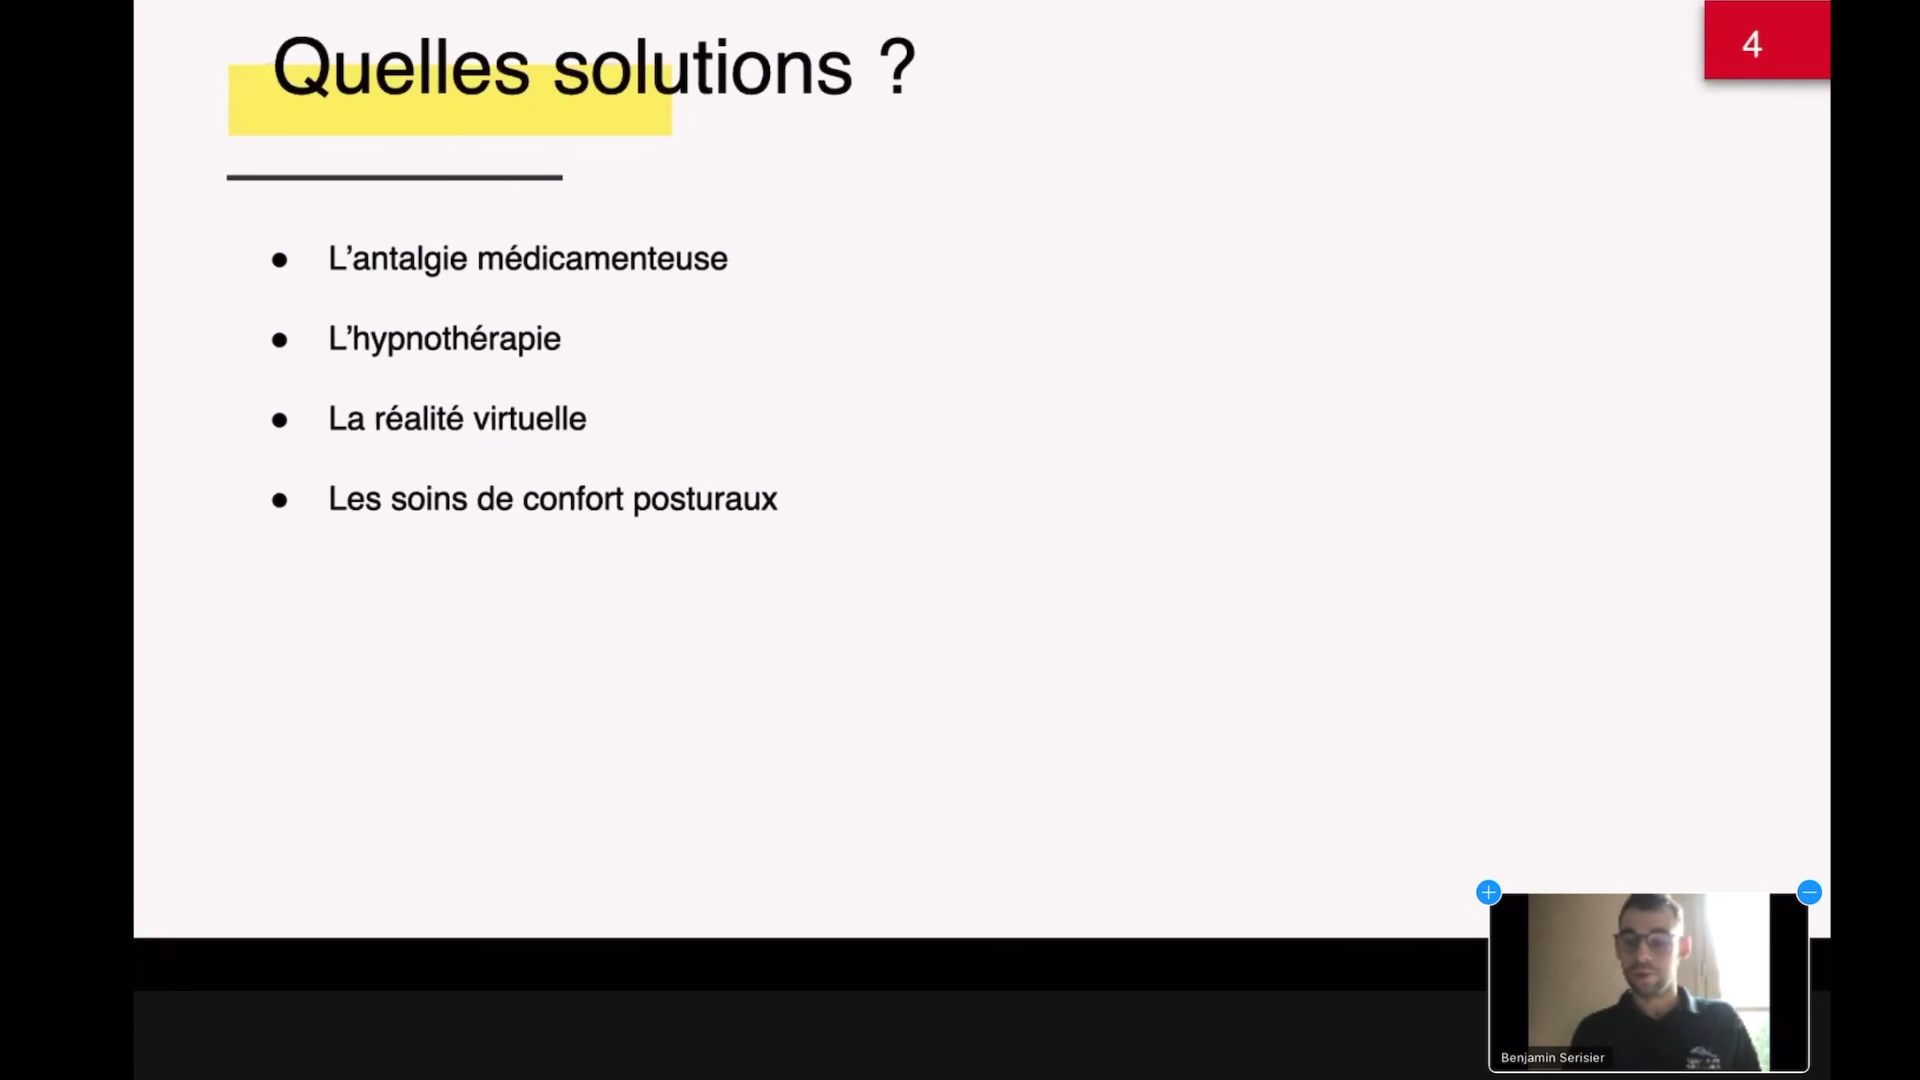 Quelles solutions ?
4
● L’antalgie médicamenteuse
● L’hypnothérapie
● La réalité virtuelle
● Les soins de confort posturaux
Benjamin Serisier